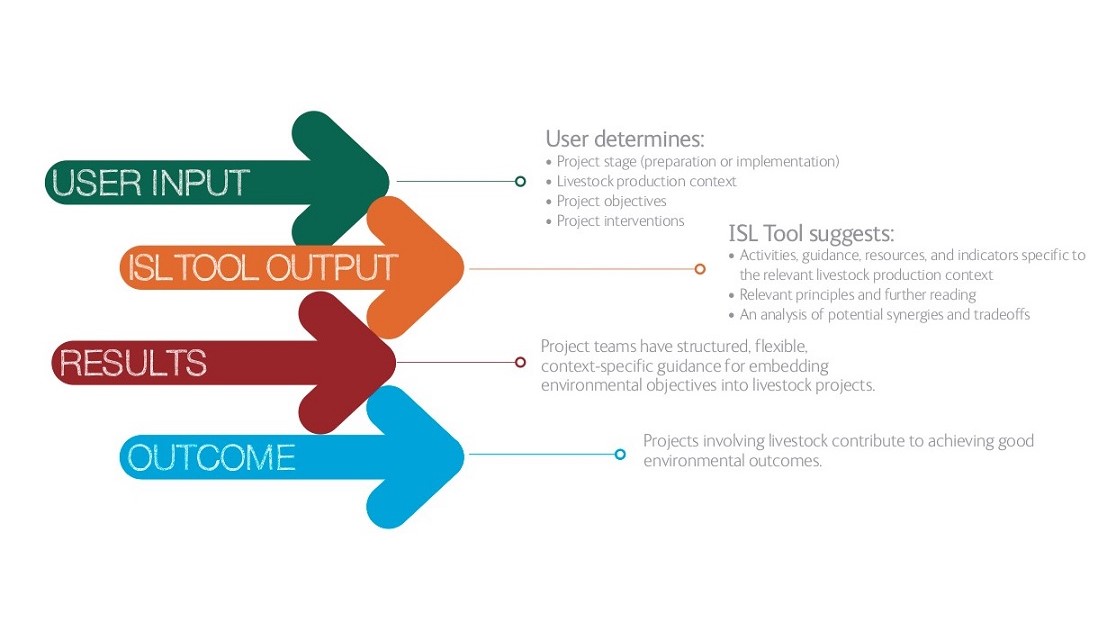 USER INPUT
User determines:
• Project stage (preparation or implementation)
• Livestock production context
• Project objectives
• Project interventions
ISL TOOL OUTPUT
ISL Tool suggests:
• Activities, guidance, resources, and indicators specific to
the relevant livestock production context
• Relevant principles and further reading
• An analysis of potential synergies and tradeoffs
RESULTS
Project teams have structured, flexible,
context-specific guidance for embedding
environmental objectives into livestock projects.
OUTCOME
Projects involving livestock contribute to achieving good
environmental outcomes.